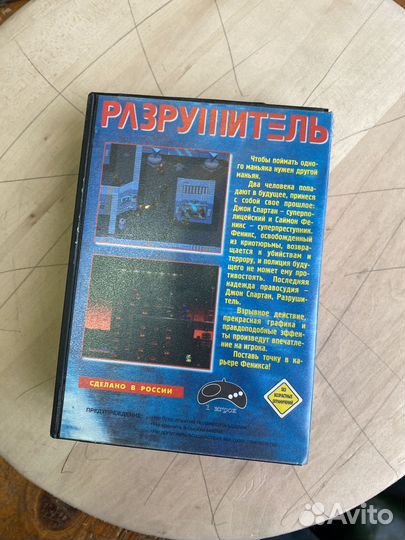 РАЗРУШИТЕЛЬ
Чтобы поймать одно-
го маньяка нужен другой
маньяк.
Два человека попа-
дают в будущее, принеся
с собой свое прошлое:
Джон Спартан – суперпо-
лицейский и Саймон Фе-
никс – суперпреступник.
Феникс, освобожденный
из криотюрьмы, возвра-
щается к убийствам и
террору, и полиция буду-
щего не может ему про-
тивостоять. Последняя
надежда правосудия –
Джон Спартан, Разруши-
тель.
Взрывное действие,
прекрасная графика и
правдоподобные эффек-
ты произведут впечатле-
ние на игрока.
Поставь точку в ка-
рьере Феникса!
СДЕЛАНО В РОССИИ
1 игрок
БЕЗ
ВОЗРАСТНЫХ
ОГРАНИЧЕНИЙ
ПРЕДУПРЕЖДЕНИЕ:
Avito